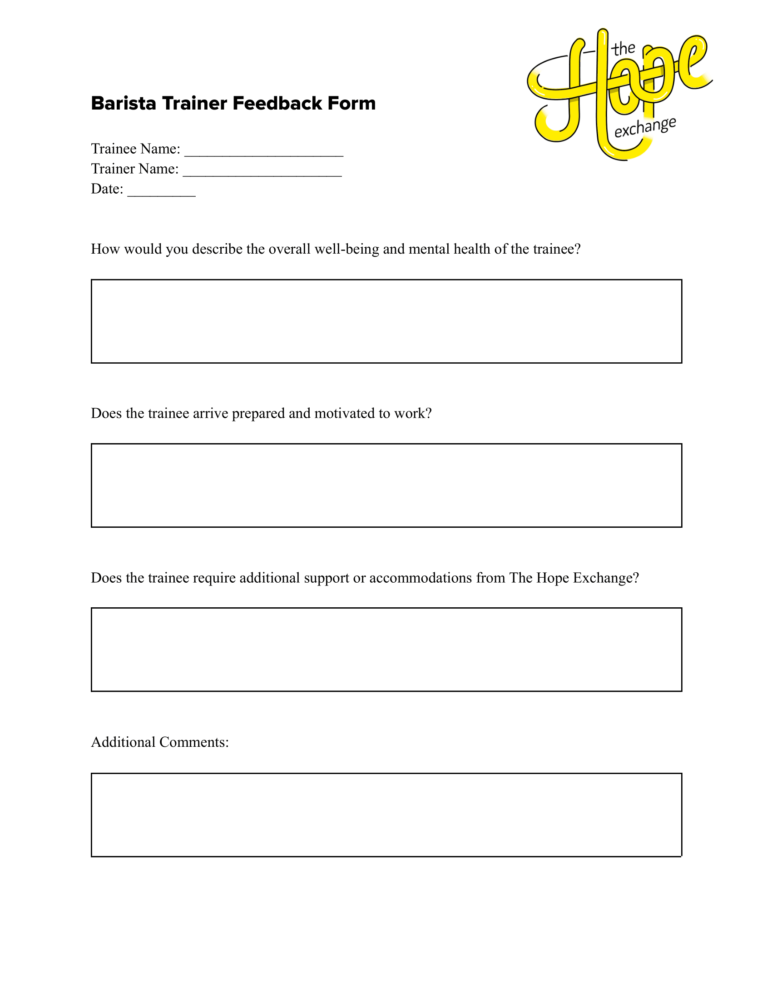 the
Hope
exchange
Barista Trainer Feedback Form
Trainee Name: _____________________
Trainer Name: _____________________
Date: _________
How would you describe the overall well-being and mental health of the trainee?
Does the trainee arrive prepared and motivated to work?
Does the trainee require additional support or accommodations from The Hope Exchange?
Additional Comments: